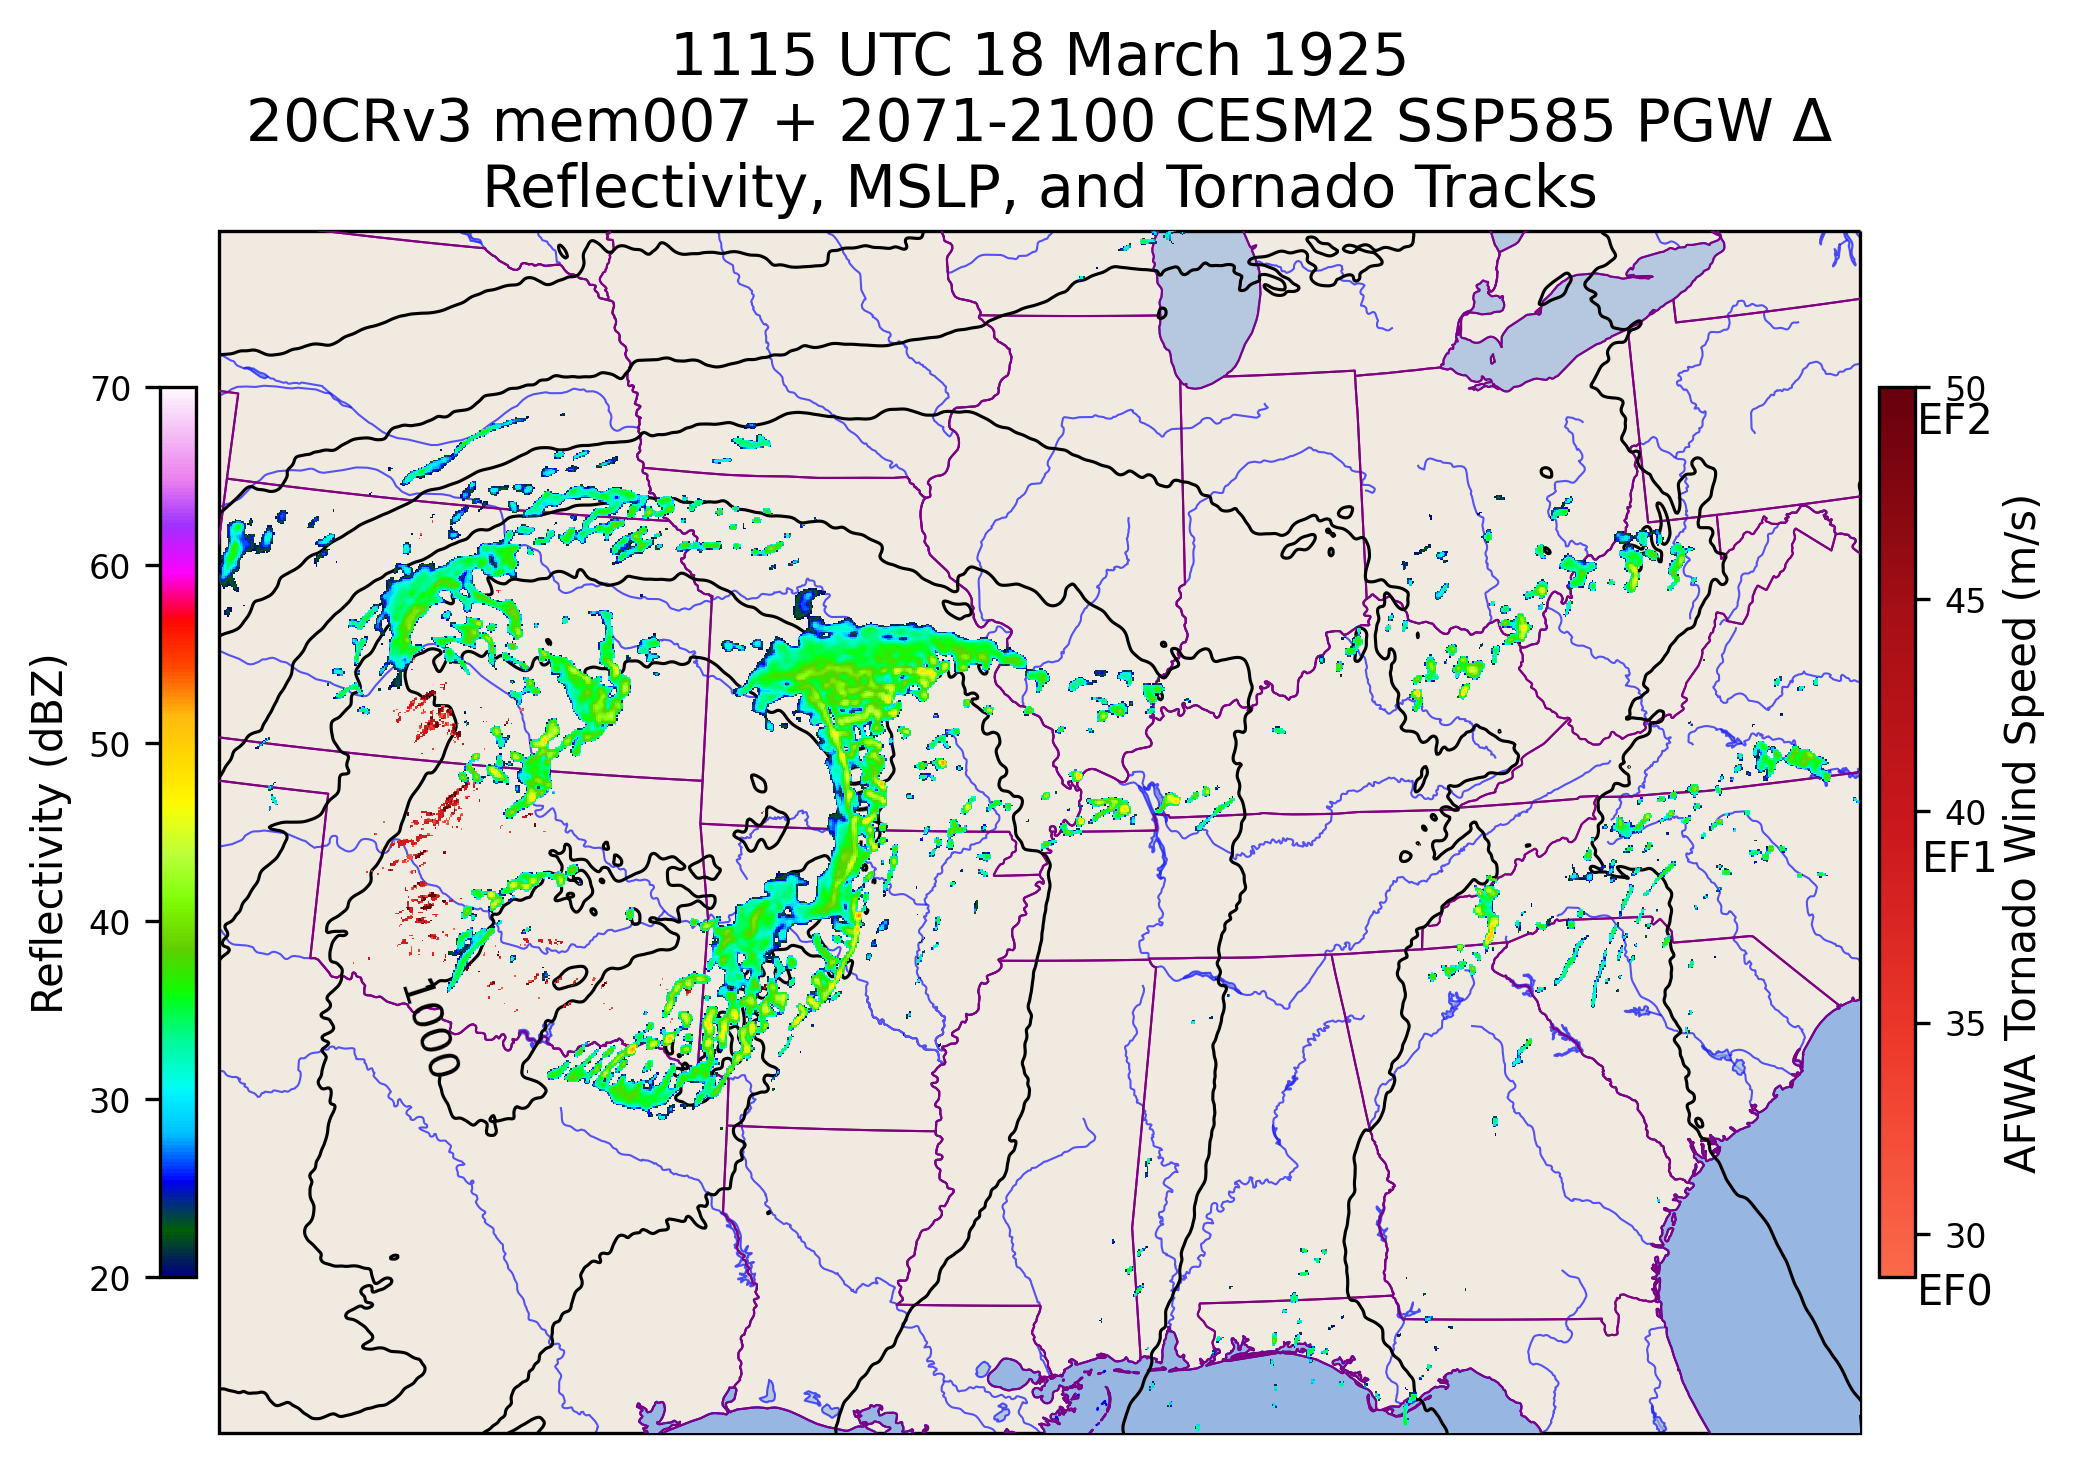 1115 UTC 18 March 1925
20CRv3 mem007 + 2071-2100 CESM2 SSP585 PGW Δ
Reflectivity, MSLP, and Tornado Tracks
70
60
50
40
30
20
Reflectivity (dBZ)
1000
50
EF2
45
40
EF1
35
30
EF0
AFWA Tornado Wind Speed (m/s)